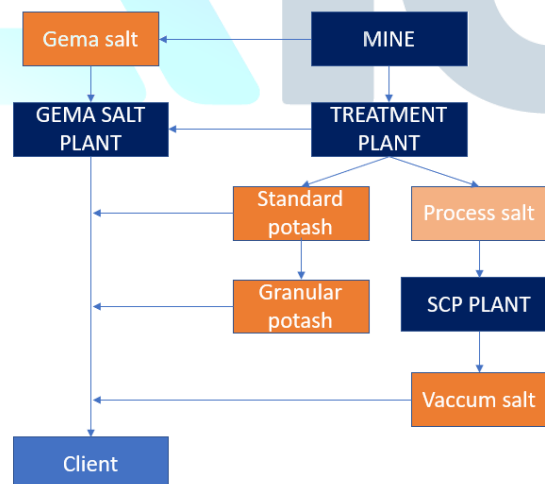 Gema salt
MINE
GEMA SALT
PLANT
TREATMENT
PLANT
Standard
potash
Process salt
Granular
potash
SCP PLANT
Vaccum salt
Client